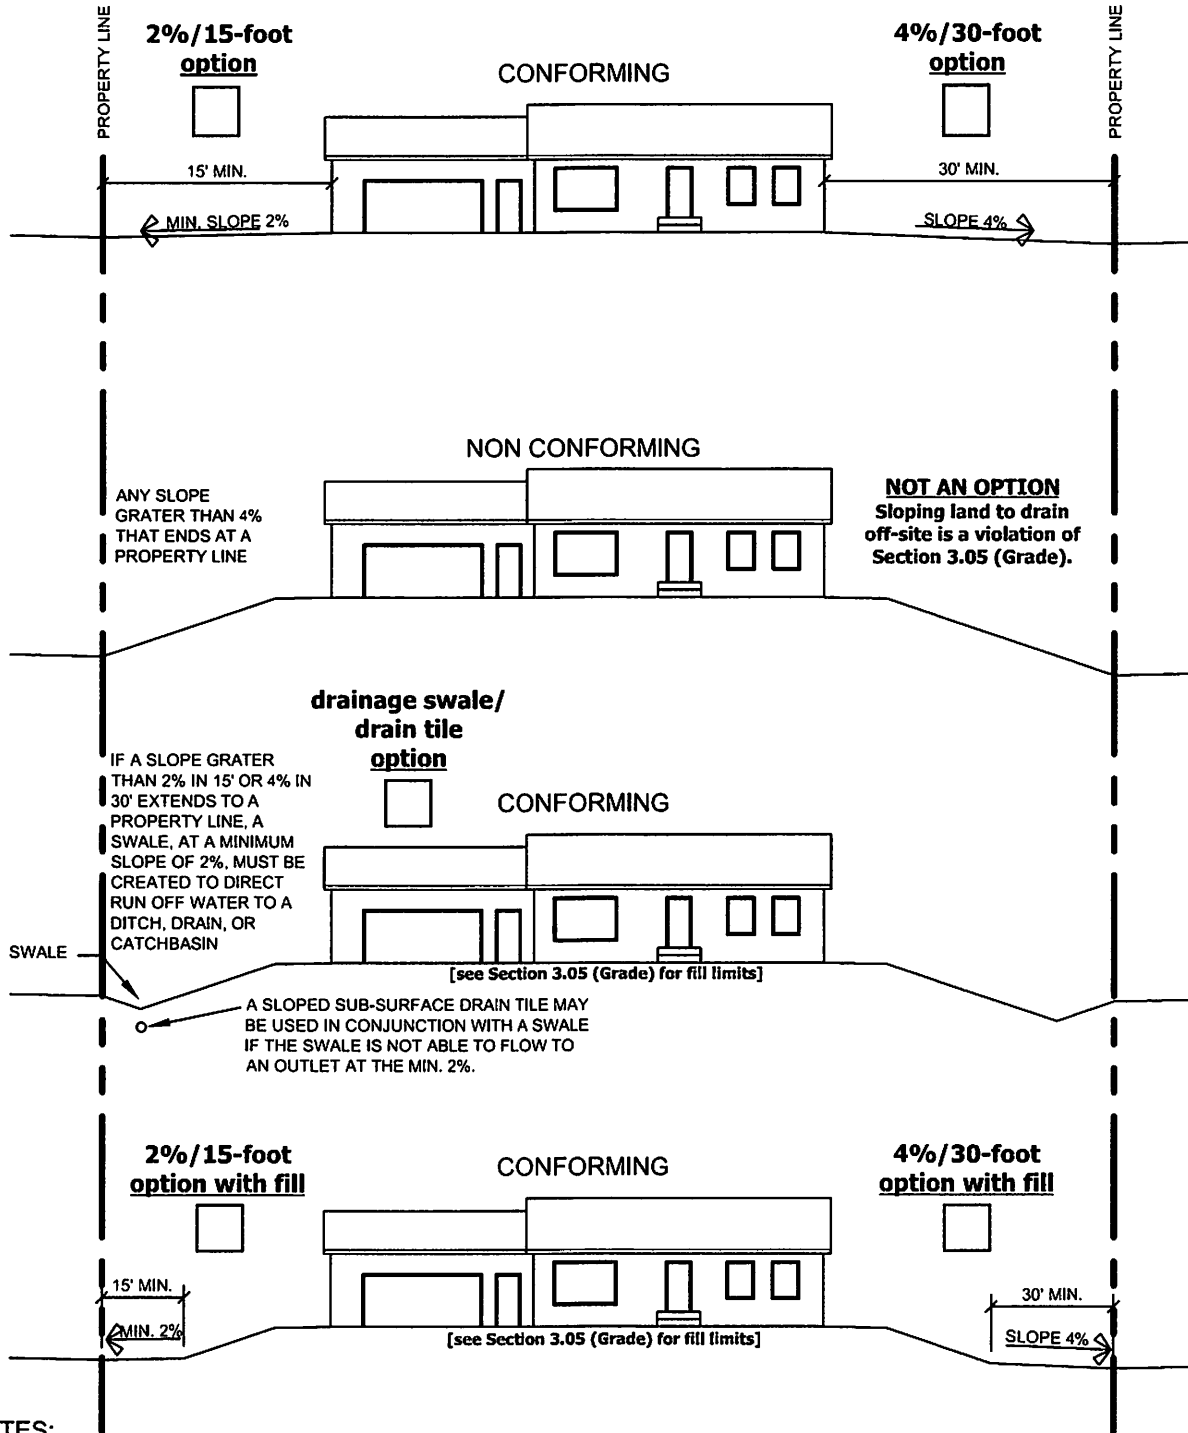 PROPERTY LINE
2%/15-foot
option
CONFORMING
4%/30-foot
option
PROPERTY LINE
15' MIN.
30' MIN.
MIN. SLOPE 2%
SLOPE 4%
NON CONFORMING
ANY SLOPE
GRATER THAN 4%
THAT ENDS AT A
PROPERTY LINE
NOT AN OPTION
Sloping land to drain
off-site is a violation of
Section 3.05 (Grade).
drainage swale/
drain tile
option
IF A SLOPE GRATER
THAN 2% IN 15' OR 4% IN
30' EXTENDS TO A
PROPERTY LINE, A
SWALE, AT A MINIMUM
SLOPE OF 2%, MUST BE
CREATED TO DIRECT
RUN OFF WATER TO A
DITCH, DRAIN, OR
CATCHBASIN
CONFORMING
SWALE
[see Section 3.05 (Grade) for fill limits]
A SLOPED SUB-SURFACE DRAIN TILE MAY
BE USED IN CONJUNCTION WITH A SWALE
IF THE SWALE IS NOT ABLE TO FLOW TO
AN OUTLET AT THE MIN. 2%.
2%/15-foot
option with fill
CONFORMING
4%/30-foot
option with fill
15' MIN.
30' MIN.
MIN. 2%
[see Section 3.05 (Grade) for fill limits]
SLOPE 4%
TES: